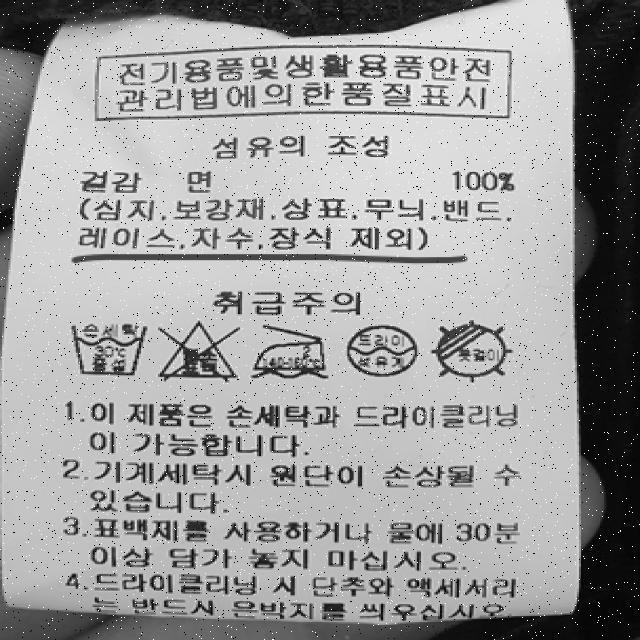 전기용품및생활용품안전
관리법에의한품질표시
섬유의 조성
겉감 면 100%
(심지.보강재.상표.무늬.밴드.
레이스.자수.장식 제외)
취급주의
손세탁 드라이
30℃ 140-160℃ 석유계 옷걸이
중성
1.이 제품은 손세탁과 드라이클리닝
이 가능합니다.
2.기계세탁시 원단이 손상될 수
있습니다.
3.표백제를 사용하거나 물에 30분
이상 담가 놓지 마십시오.
4.드라이클리닝 시 단추와 액세서리
는 반드시 은박지를 씌우십시오